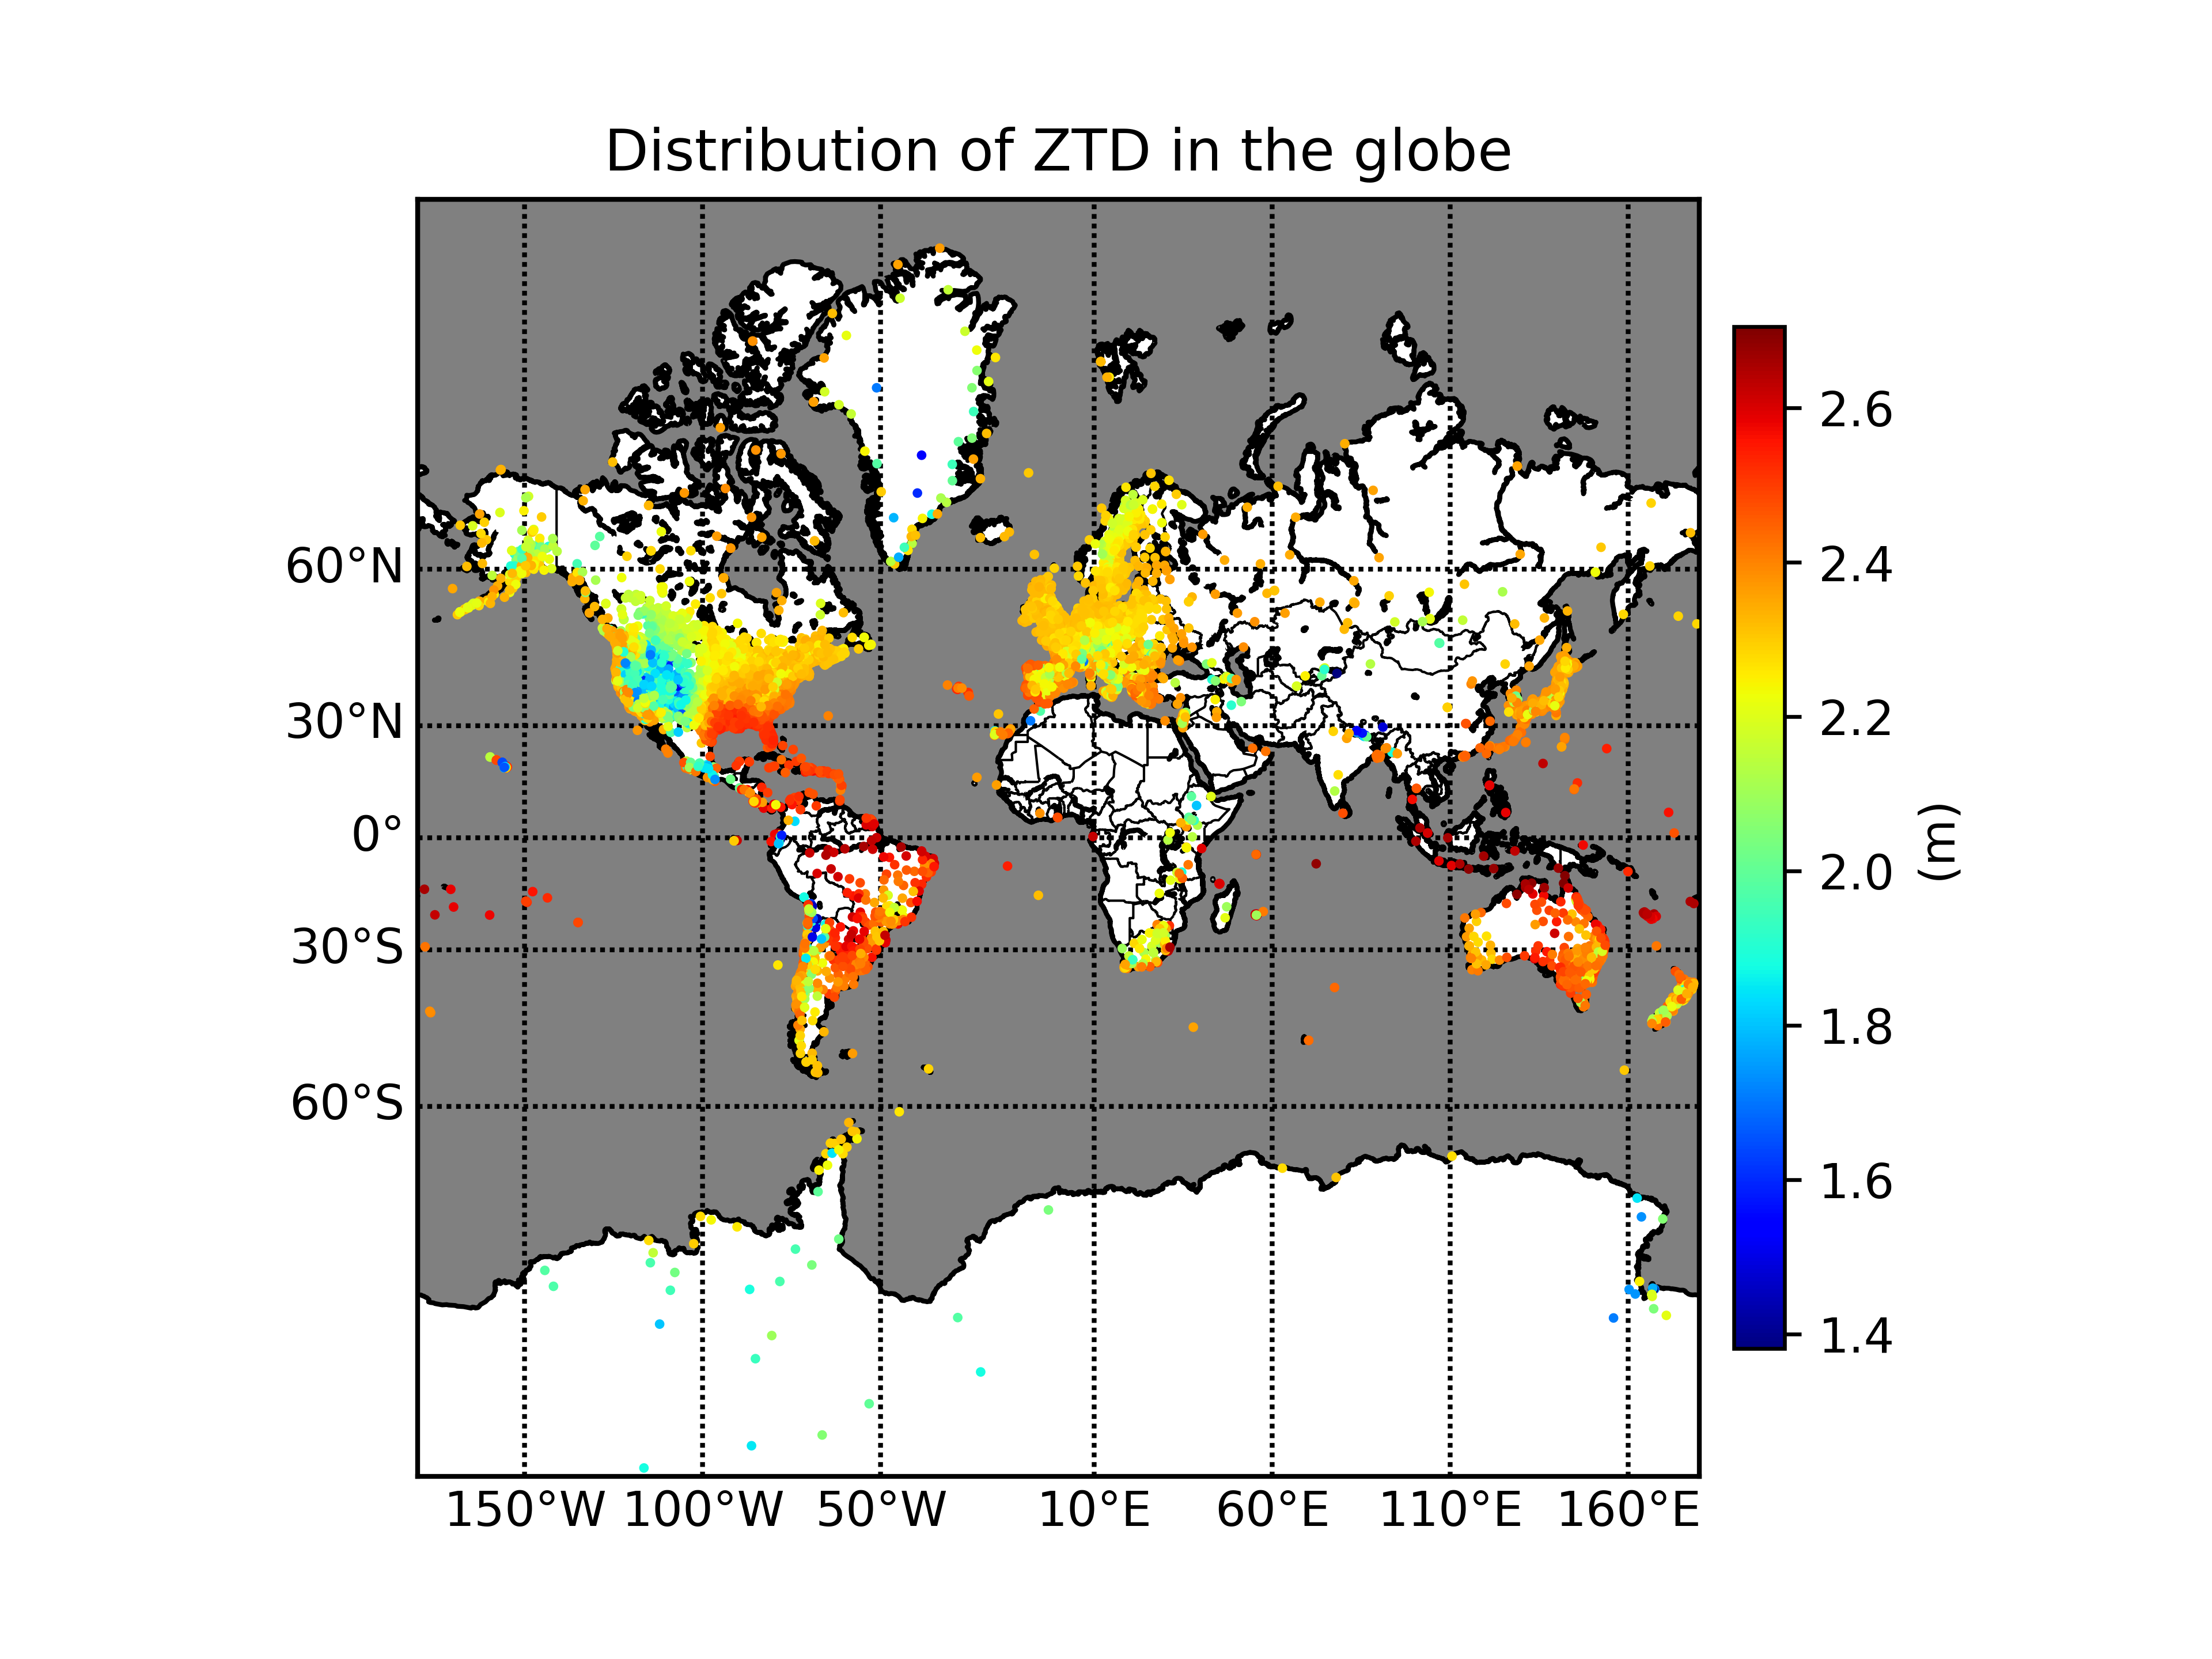 Distribution of ZTD in the globe
60°N
30°N
0°
30°S
60°S
150°W 100°W 50°W 10°E 60°E 110°E 160°E
2.6
2.4
2.2
2.0
1.8
1.6
1.4
(m)